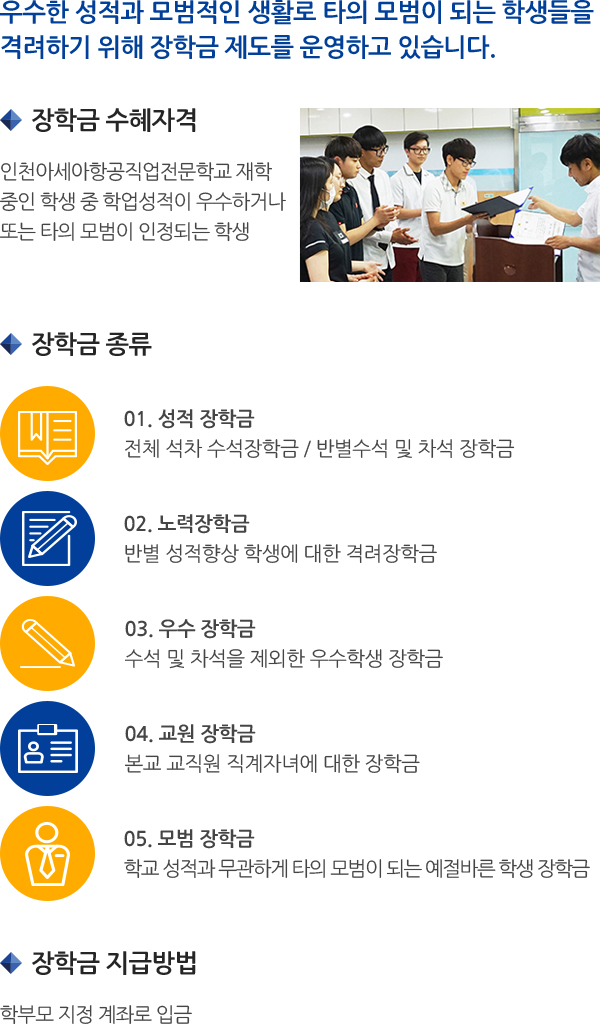 우수한 성적과 모범적인 생활로 타의 모범이 되는 학생들을
격려하기 위해 장학금 제도를 운영하고 있습니다.
장학금 수혜자격
인천아세아항공직업전문학교 재학
중인 학생 중 학업성적이 우수하거나
또는 타의 모범이 인정되는 학생
장학금 종류
01. 성적 장학금
전체 석차 수석장학금 / 반별수석 및 차석 장학금
02. 노력장학금
반별 성적향상 학생에 대한 격려장학금
03. 우수 장학금
수석 및 차석을 제외한 우수학생 장학금
04. 교원 장학금
본교 교직원 직계자녀에 대한 장학금
05. 모범 장학금
학교 성적과 무관하게 타의 모범이 되는 예절바른 학생 장학금
장학금 지급방법
학부모 지정 계좌로 입금